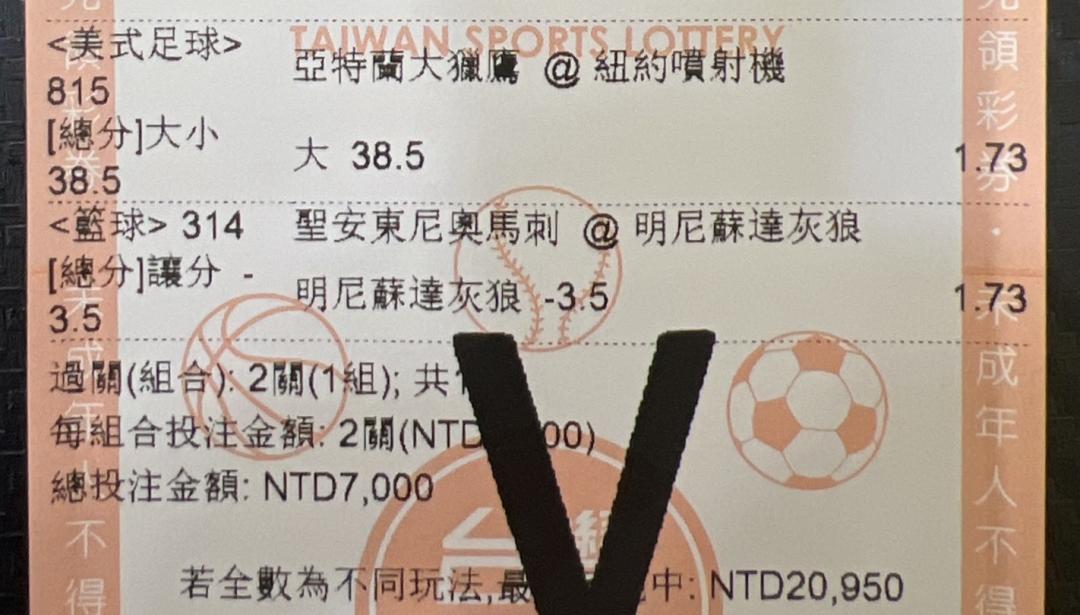 TAIWAN SPORTS LOTTERY
<美式足球>
815
亞特蘭大獵鷹 @ 紐約噴射機
[總分]大小
38.5
大 38.5
1.73
<籃球> 314
聖安東尼奧馬刺 @ 明尼蘇達灰狼
[總分]讓分 -
3.5
明尼蘇達灰狼 -3.5
1.73
過關(組合): 2關(1組); 共
每組合投注金額: 2關(NTD 00)
總投注金額: NTD7,000
若全數為不同玩法,最 中: NTD20,950
領彩券・未成年人不得